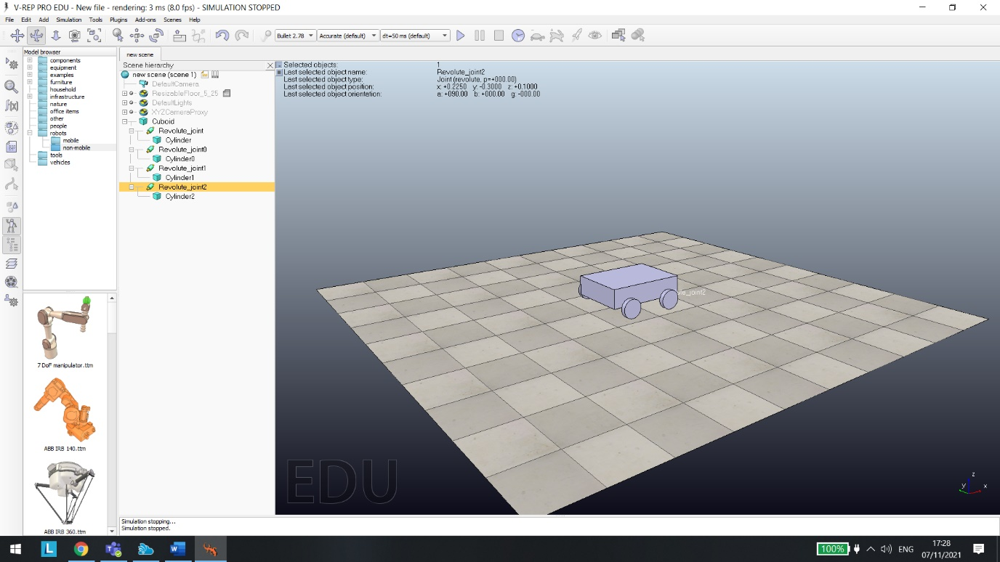 V-REP PRO EDU - New file - rendering: 3 ms (8.0 fps) - SIMULATION STOPPED
File Edit Add Simulation Tools Plugins Add-ons Scenes Help
Bullet 2.78 Accurate (default) dt=50 ms (default)
f(x)
Model browser
components
equipment
examples
furniture
household
infrastructure
nature
office items
other
people
robots
mobile
non-mobile
tools
vehicles
7 DoF manipulator.ttm
ABB IRB 140.ttm
ABB IRB 360.ttm
new scene
Scene hierarchy
new scene (scene 1)
DefaultCamera
ResizableFloor_5_25
DefaultLights
XYZCameraProxy
Cuboid
Revolute_joint
Cylinder
Revolute_joint0
Cylinder0
Revolute_joint1
Cylinder1
Revolute_joint2
Cylinder2
Selected objects: 1
Last selected object name: Revolute_joint2
Last selected object type: Joint (revolute, p=+000.00)
Last selected object position: x: +0.2250 y: -0.3000 z: +0.1000
Last selected object orientation: a: +090.00 b: +000.00 g: -000.00
ute_joint2
EDU
z
y x
Simulation stopping...
Simulation stopped.
L
W
100% ENG
17:28
07/11/2021